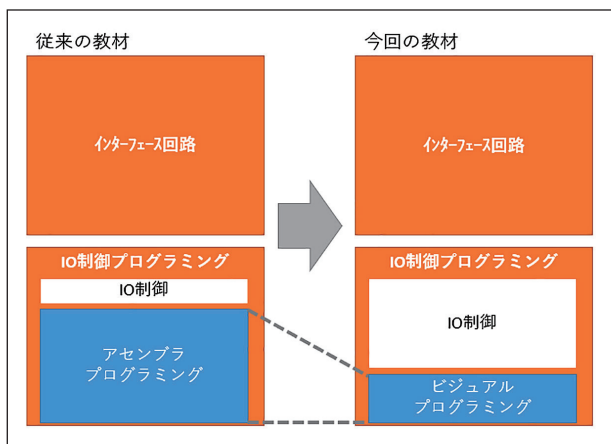 従来の教材
インターフェース回路
IO制御プログラミング
IO制御
アセンブラ
プログラミング
今回の教材
インターフェース回路
IO制御プログラミング
IO制御
ビジュアル
プログラミング